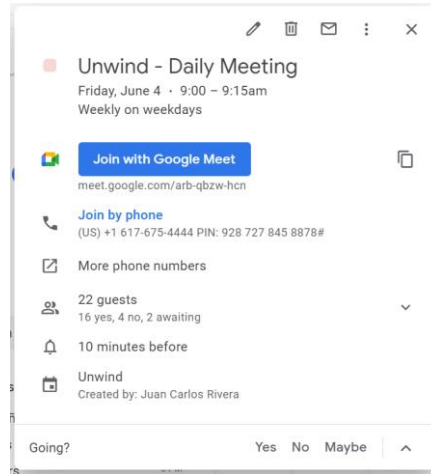 Unwind - Daily Meeting
Friday, June 4 · 9:00 – 9:15am
Weekly on weekdays
Join with Google Meet
meet.google.com/arb-qbzw-hcn
Join by phone
(US) +1 617-675-4444 PIN: 928 727 845 8878#
More phone numbers
22 guests
16 yes, 4 no, 2 awaiting
10 minutes before
Unwind
Created by: Juan Carlos Rivera
Going? Yes No Maybe